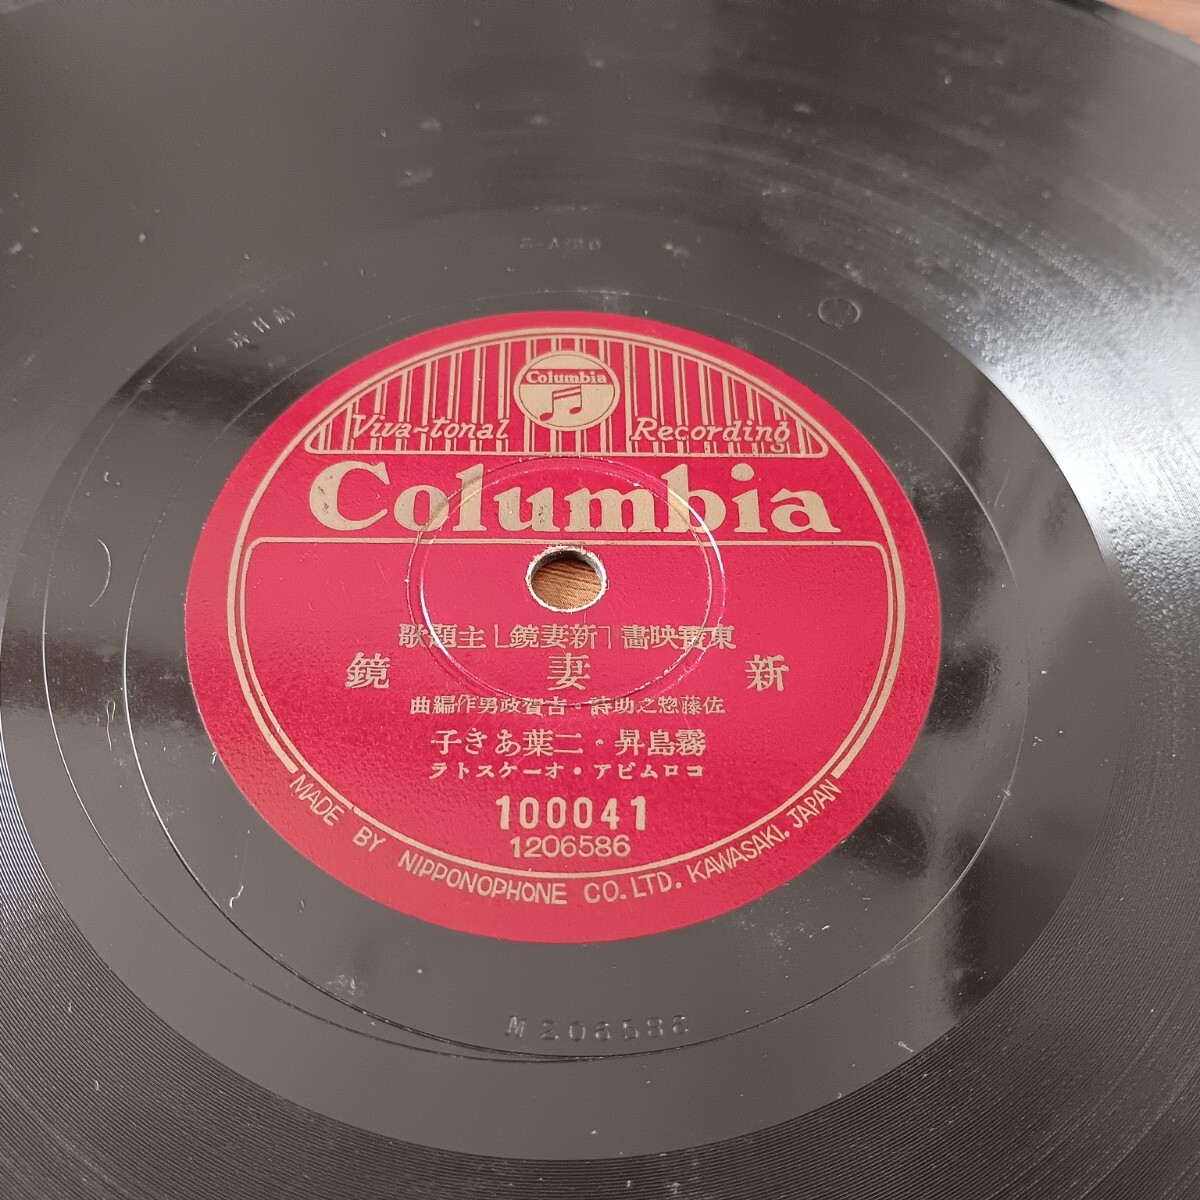 Columbia
Viva-tonal Recording
Columbia
東寶映畫「新妻鏡」主題歌
新妻鏡
佐藤惣之助詩・古賀政男作編曲
霧島昇・二葉あき子
コロムビア・オーケストラ
100041
1206586
MADE BY NIPPONOPHONE CO. LTD. KAWASAKI, JAPAN
M206586